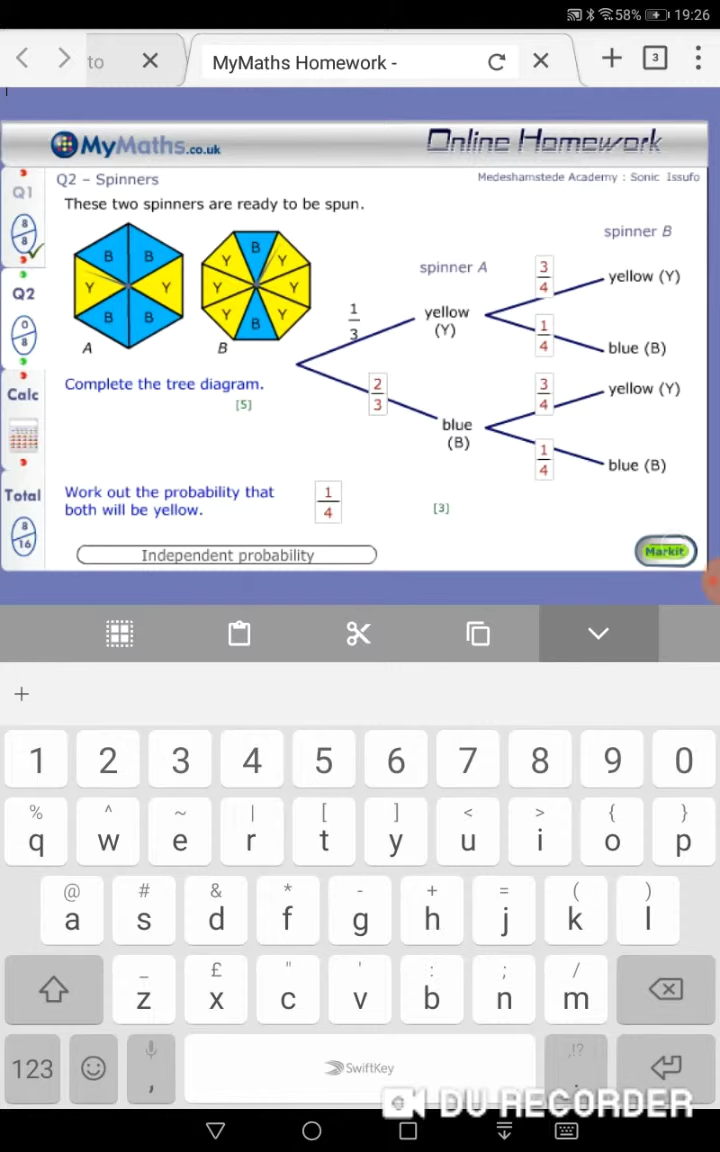 58% 19:26
to
MyMaths Homework -
3
MyMaths.co.uk
Online Homework
Q1
8
8
Q2
0
8
Calc
Total
8
16
Q2 – Spinners
Medeshamstede Academy : Sonic Issufo
These two spinners are ready to be spun.
B B
Y Y
B B
A
B
Y Y
Y Y
Y Y
B
B
Complete the tree diagram.
[5]
spinner A
spinner B
1
3
yellow
(Y)
2
3
blue
(B)
3
4
yellow (Y)
1
4
blue (B)
3
4
yellow (Y)
1
4
blue (B)
Work out the probability that
both will be yellow.
1
4
[3]
Independent probability
Markit
+
1 2 3 4 5 6 7 8 9 0
% ^ ~ | [ ] < > { }
q w e r t y u i o p
@ # & * - + = ( )
a s d f g h j k l
_ £ " ' : ; /
z x c v b n m
,!?
123 , SwiftKey .
DU RECORDER